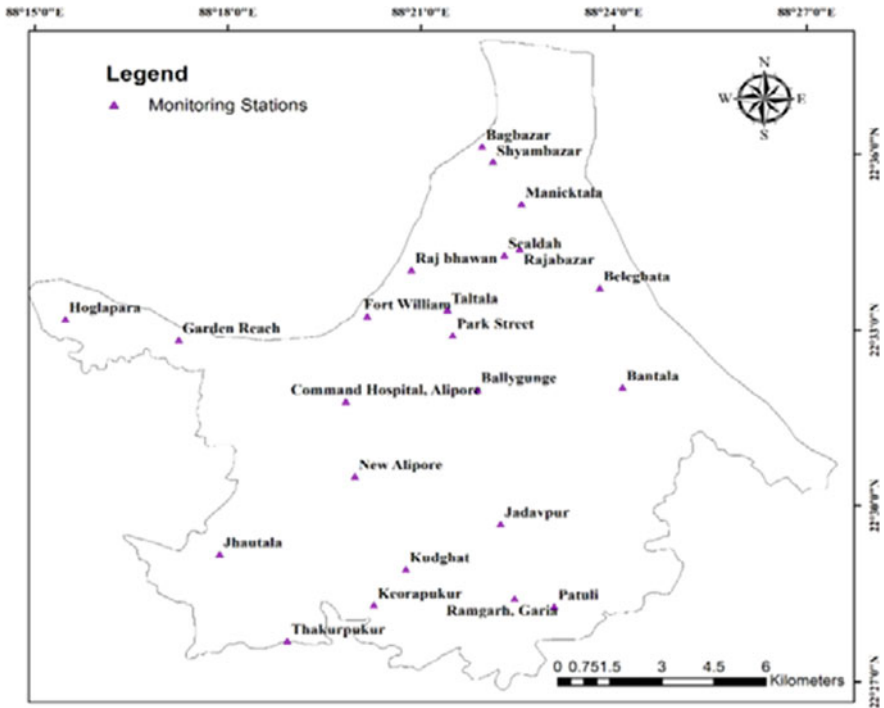 88°15'0"E 88°18'0"E 88°21'0"E 88°24'0"E 88°27'0"E
Legend
Monitoring Stations
N
W E
S
Bagbazar
Shyambazar
22°36'0"N
Manicktala
Sealdah
Raj bhawan
Rajabazar
Beleghata
Hoglapara
Fort William
Taltala
Garden Reach
Park Street
22°33'0"N
Command Hospital, Alipore
Ballygunge
Bantala
New Alipore
22°30'0"N
Jadavpur
Jhautala
Kudghat
Keorapukur
Ramgarh, Garia
Patuli
Thakurpukur
0 0.75 1.5 3 4.5 6
Kilometers
22°27'0"N